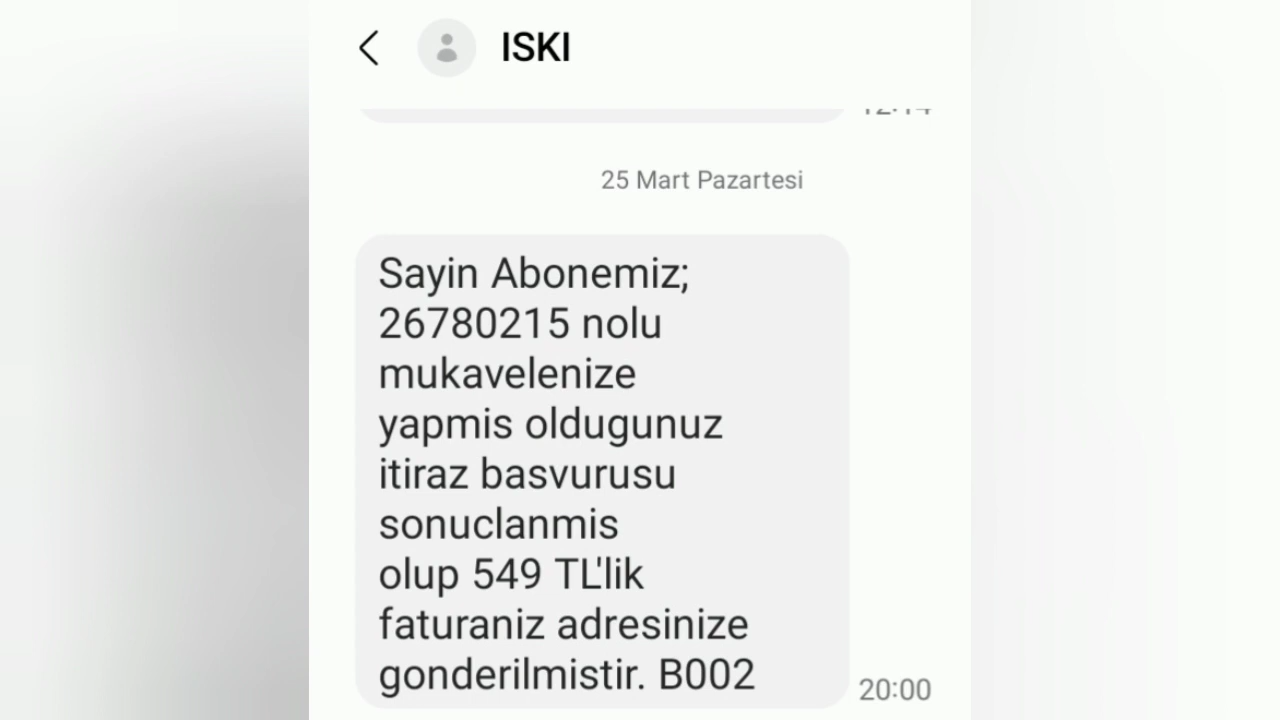 ISKI
25 Mart Pazartesi
Sayin Abonemiz;
26780215 nolu
mukavelenize
yapmis oldugunuz
itiraz basvurusu
sonuclanmis
olup 549 TL'lik
faturaniz adresinize
gonderilmistir. B002
20:00